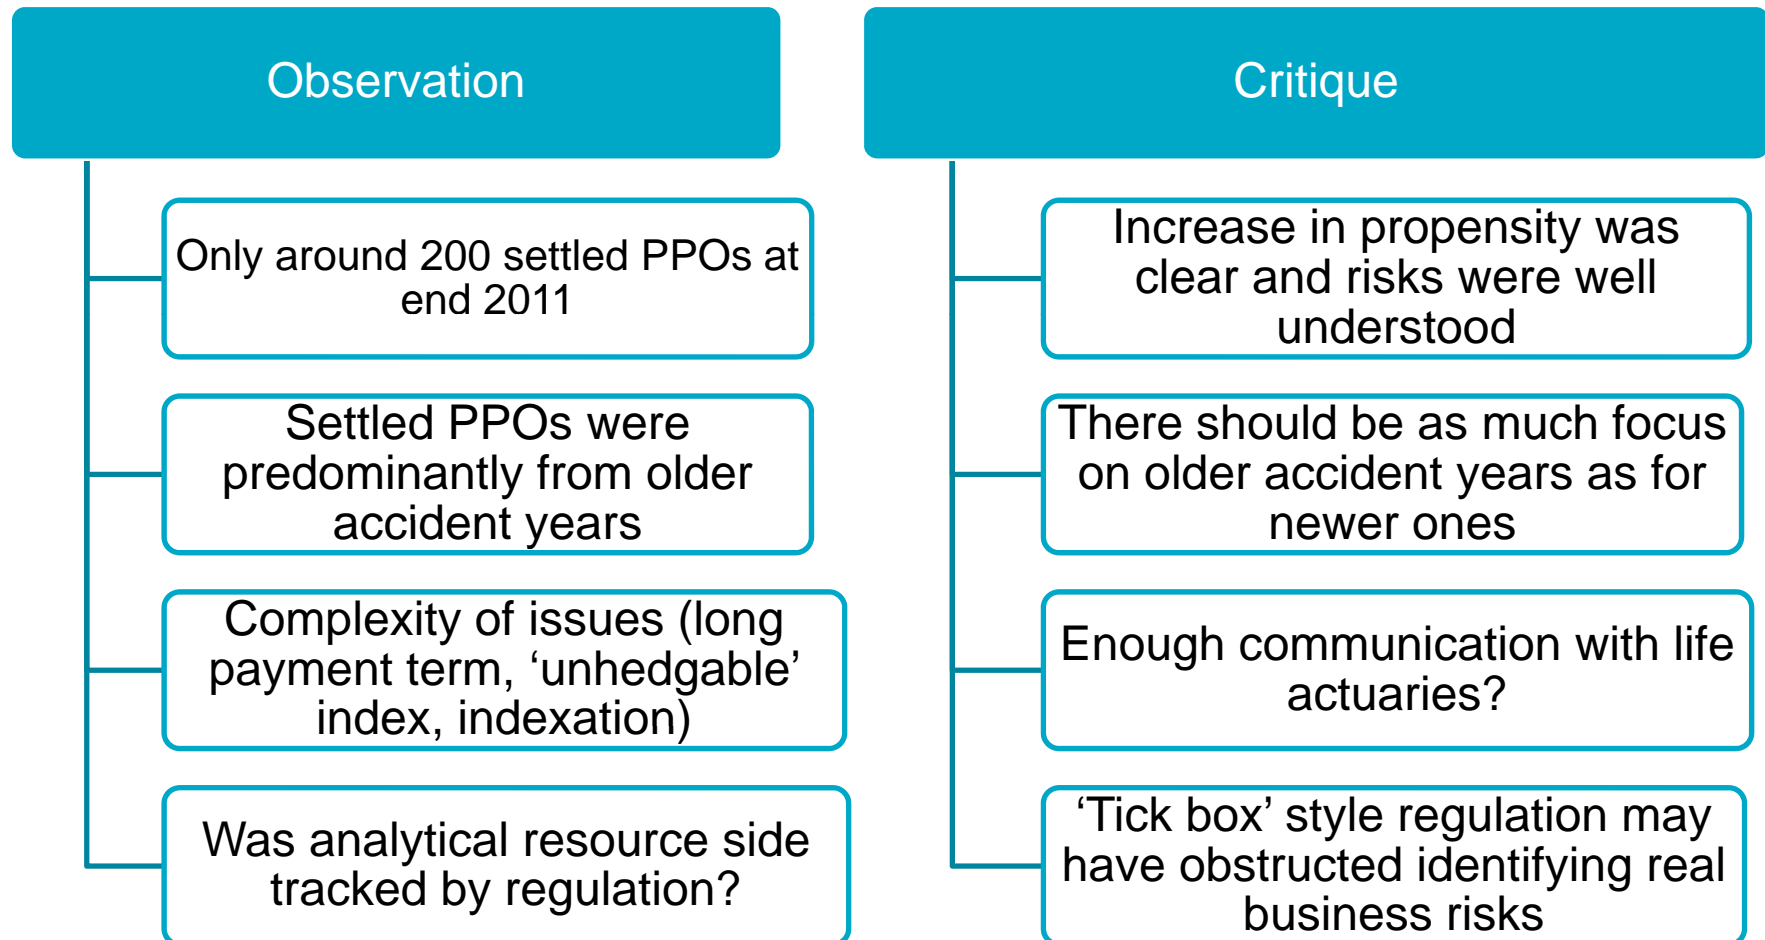 Observation
Only around 200 settled PPOs at
end 2011
Settled PPOs were
predominantly from older
accident years
Complexity of issues (long
payment term, ‘unhedgable’
index, indexation)
Was analytical resource side
tracked by regulation?
Critique
Increase in propensity was
clear and risks were well
understood
There should be as much focus
on older accident years as for
newer ones
Enough communication with life
actuaries?
‘Tick box’ style regulation may
have obstructed identifying real
business risks